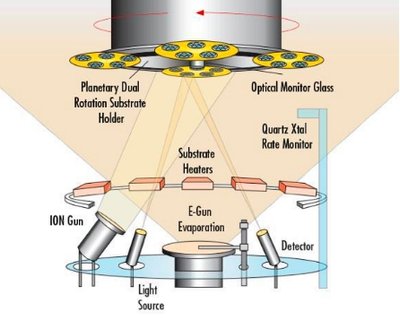 Planetary Dual
Rotation Substrate
Holder
Optical Monitor Glass
Quartz Xtal
Rate Monitor
Substrate
Heaters
ION Gun
E-Gun
Evaporation
Detector
Light
Source